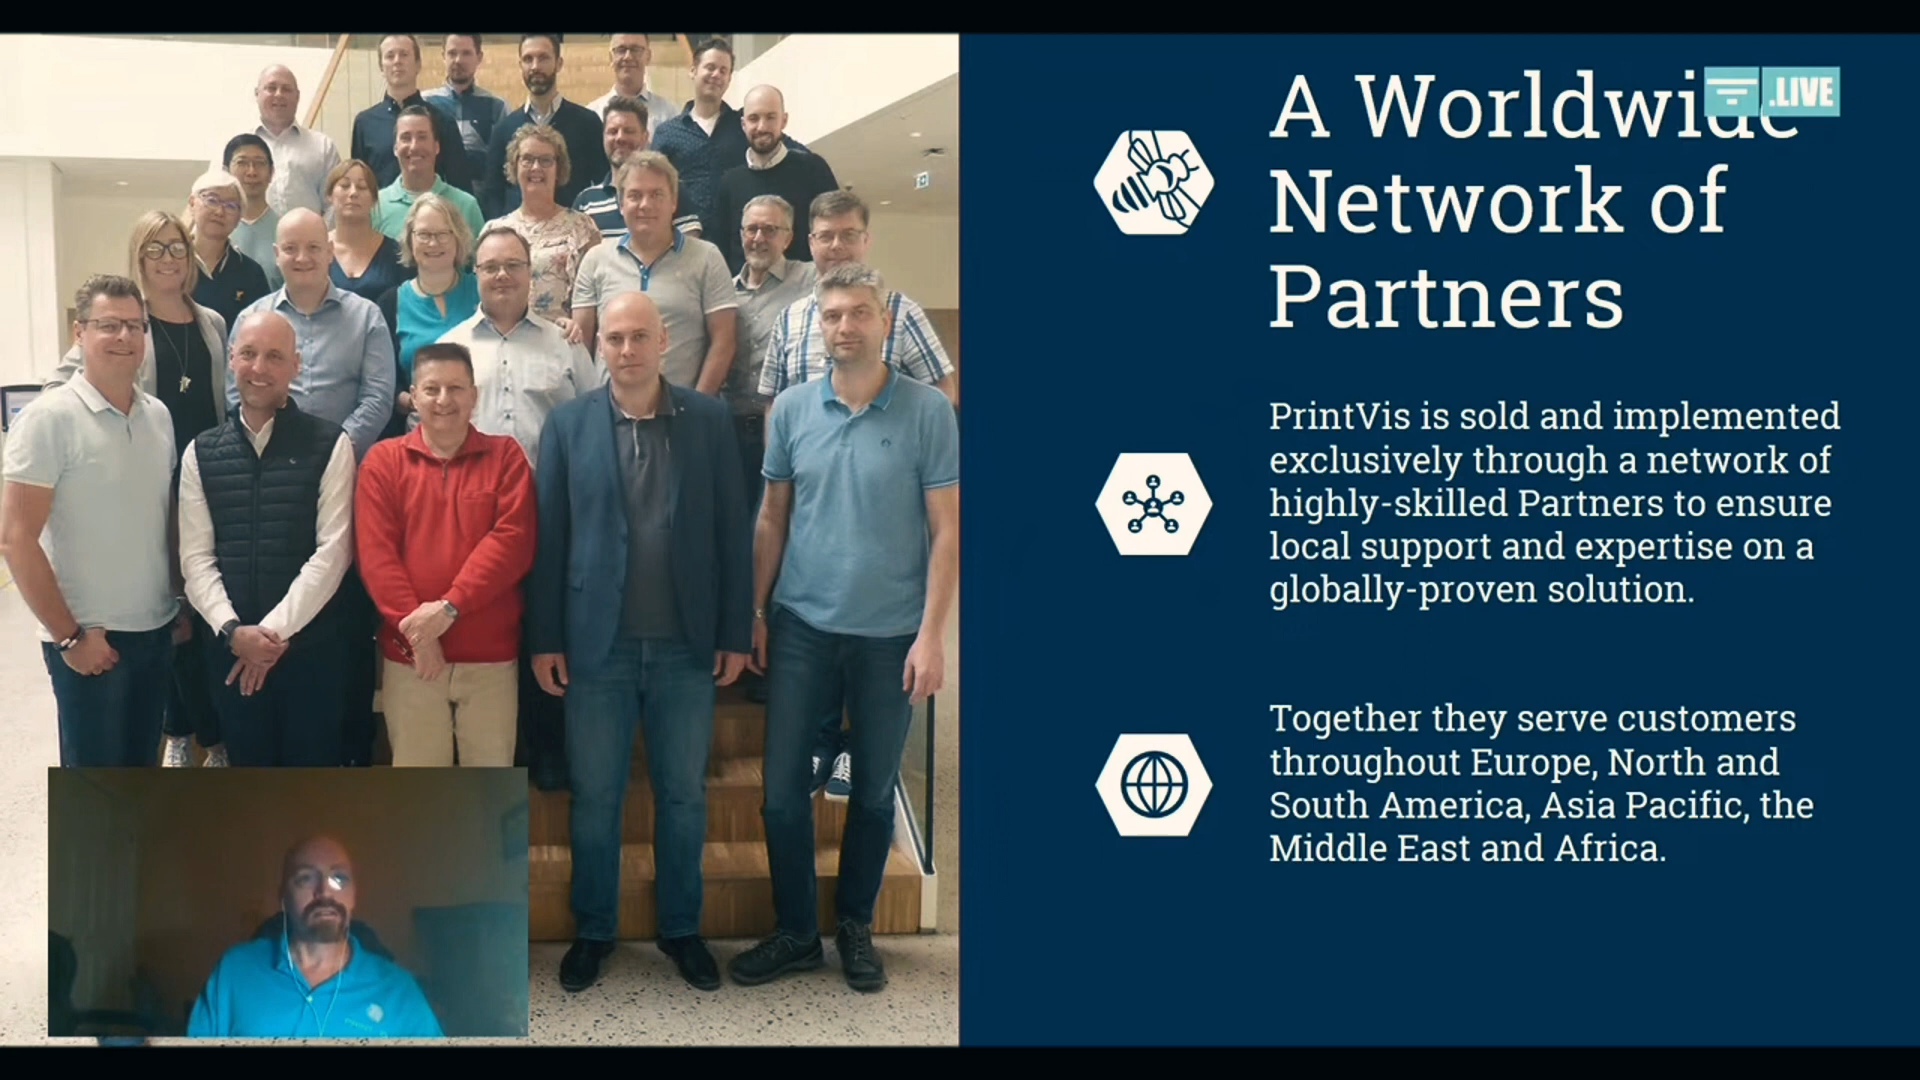 A Worldwide
.LIVE
Network of
Partners
PrintVis is sold and implemented
exclusively through a network of
highly-skilled Partners to ensure
local support and expertise on a
globally-proven solution.
Together they serve customers
throughout Europe, North and
South America, Asia Pacific, the
Middle East and Africa.